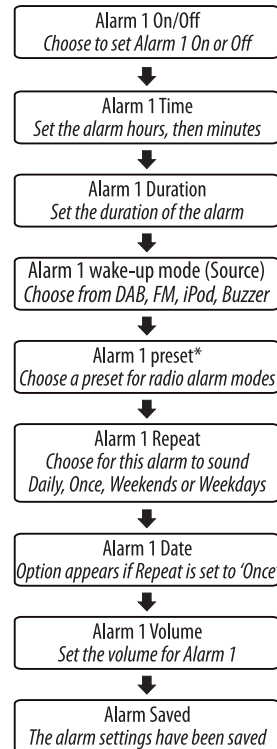 Alarm 1 On/Off
Choose to set Alarm 1 On or Off
Alarm 1 Time
Set the alarm hours, then minutes
Alarm 1 Duration
Set the duration of the alarm
Alarm 1 wake-up mode (Source)
Choose from DAB, FM, iPod, Buzzer
Alarm 1 preset*
Choose a preset for radio alarm modes
Alarm 1 Repeat
Choose for this alarm to sound
Daily, Once, Weekends or Weekdays
Alarm 1 Date
Option appears if Repeat is set to ‘Once’
Alarm 1 Volume
Set the volume for Alarm 1
Alarm Saved
The alarm settings have been saved